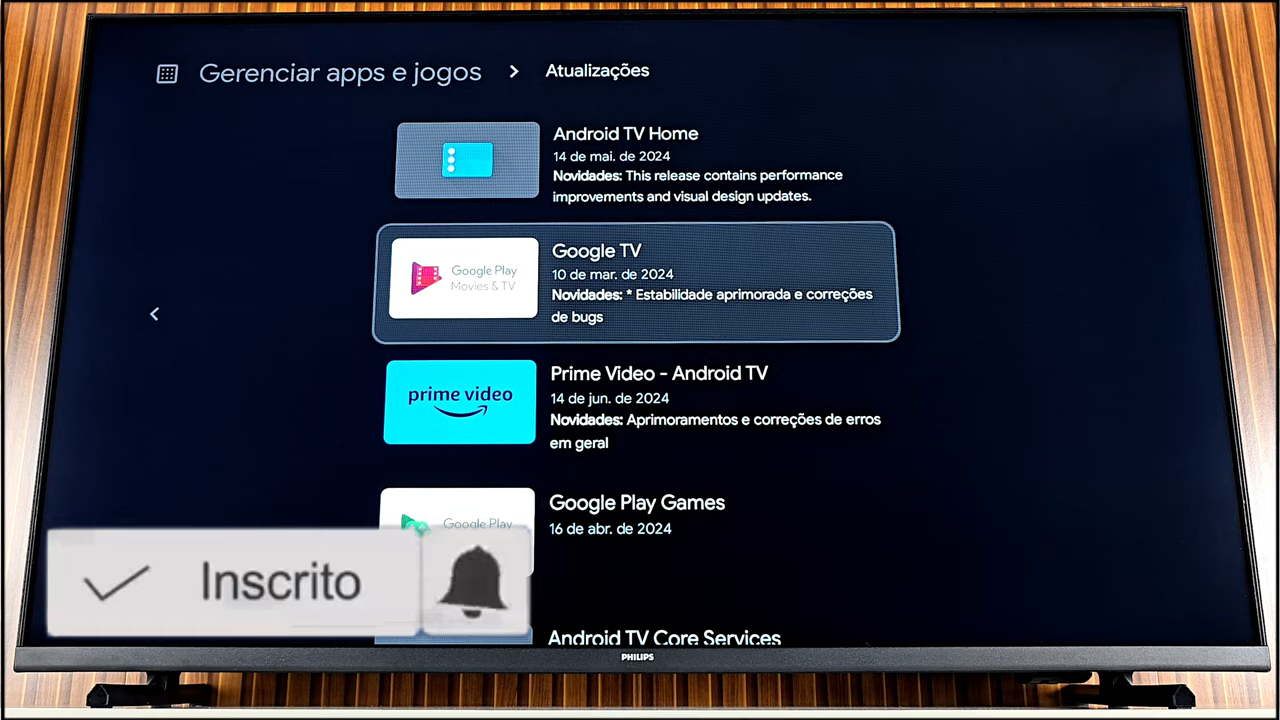 Gerenciar apps e jogos > Atualizações
Android TV Home
14 de mai. de 2024
Novidades: This release contains performance
improvements and visual design updates.
Google Play
Movies & TV
Google TV
10 de mar. de 2024
Novidades: * Estabilidade aprimorada e correções
de bugs
prime video
Prime Video - Android TV
14 de jun. de 2024
Novidades: Aprimoramentos e correções de erros
em geral
Google Play
Google Play Games
16 de abr. de 2024
Inscrito
Android TV Core Services
PHILIPS